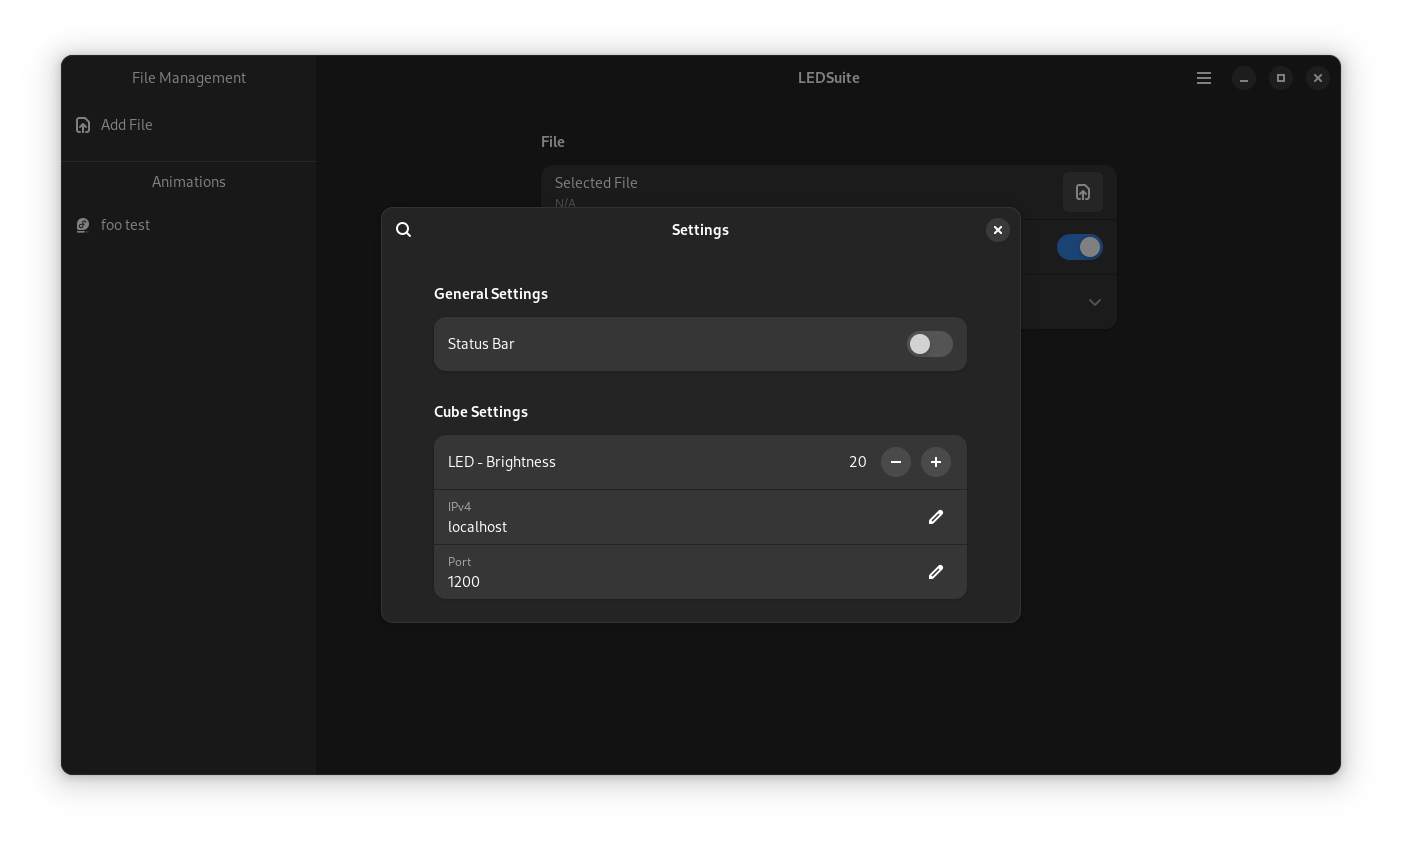 File Management
LEDSuite
Add File
Animations
foo test
File
Selected File
N/A
Settings
General Settings
Status Bar
Cube Settings
LED - Brightness
20
IPv4
localhost
Port
1200